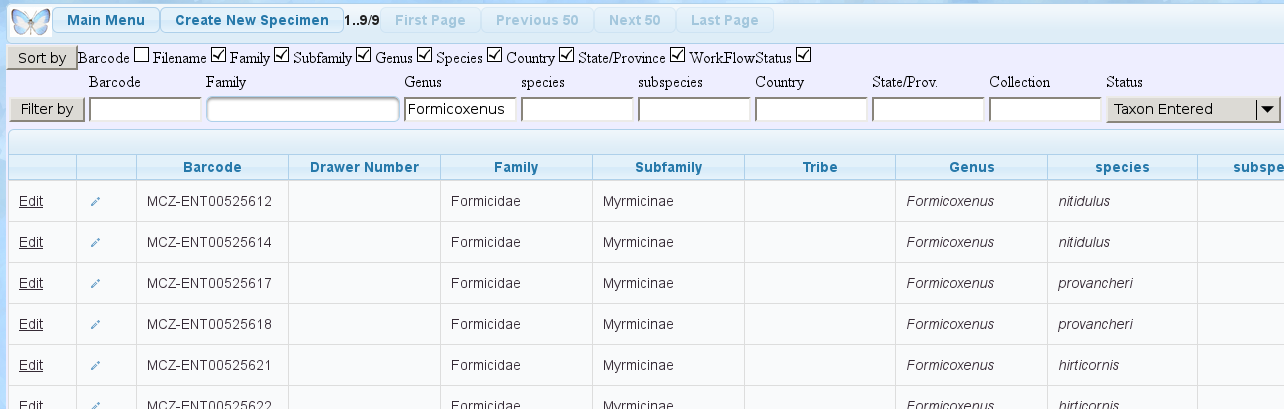 Main Menu Create New Specimen 1..9/9 First Page Previous 50 Next 50 Last Page
Sort by Barcode Filename Family Subfamily Genus Species Country State/Province WorkFlowStatus
Barcode Family Genus species subspecies Country State/Prov. Collection Status
Filter by Formicoxenus Taxon Entered
Barcode Drawer Number Family Subfamily Tribe Genus species subspe
Edit MCZ-ENT00525612 Formicidae Myrmicinae Formicoxenus nitidulus
Edit MCZ-ENT00525614 Formicidae Myrmicinae Formicoxenus nitidulus
Edit MCZ-ENT00525617 Formicidae Myrmicinae Formicoxenus provancheri
Edit MCZ-ENT00525618 Formicidae Myrmicinae Formicoxenus provancheri
Edit MCZ-ENT00525621 Formicidae Myrmicinae Formicoxenus hirticornis
Edit MCZ-ENT00525622 Formicidae Myrmicinae Formicoxenus hirticornis